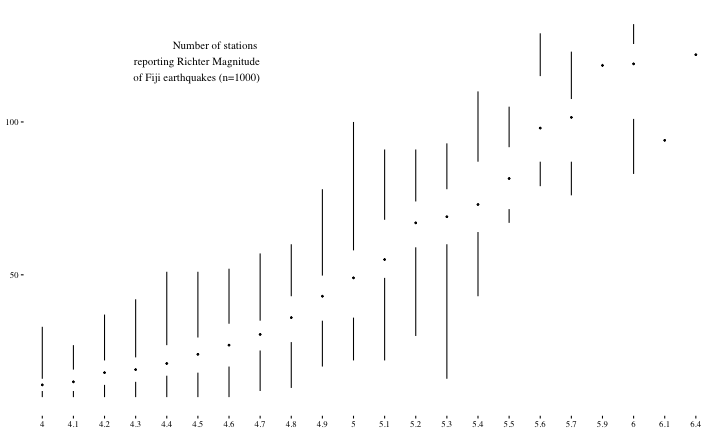 Number of stations
reporting Richter Magnitude
of Fiji earthquakes (n=1000)
100
50
4 4.1 4.2 4.3 4.4 4.5 4.6 4.7 4.8 4.9 5 5.1 5.2 5.3 5.4 5.5 5.6 5.7 5.9 6 6.1 6.4